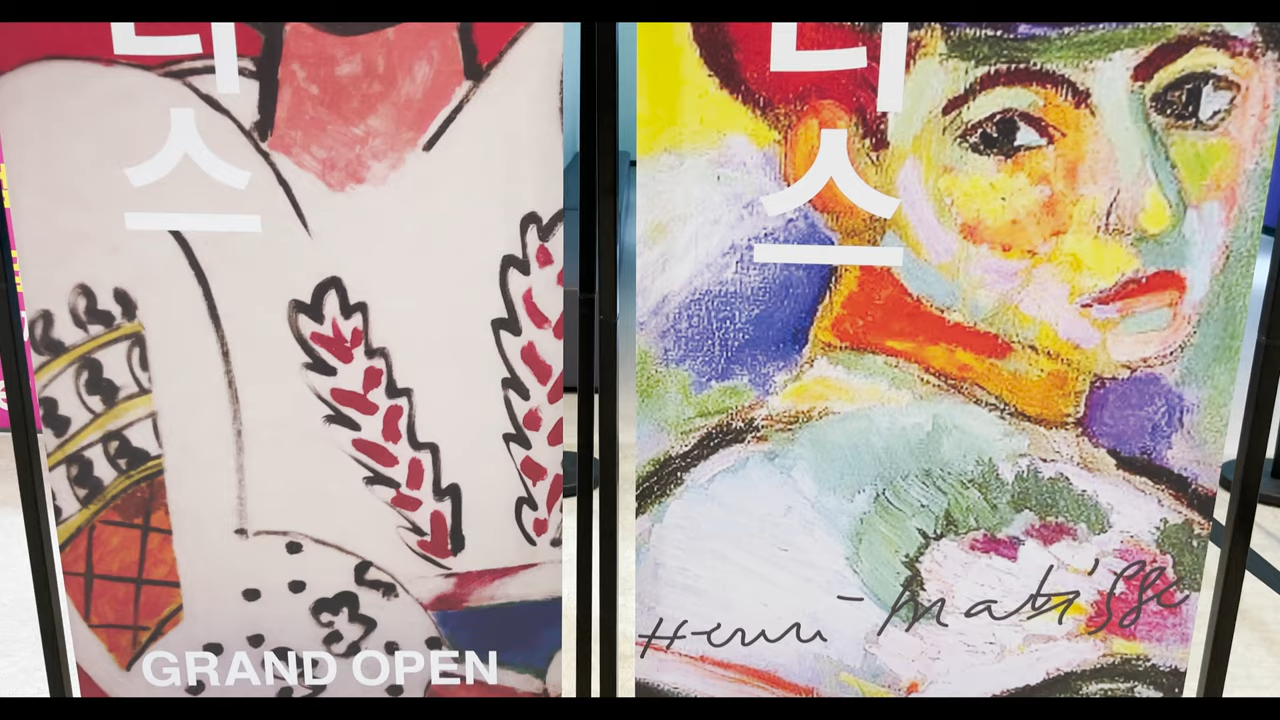 스
GRAND OPEN
스
Henri-matisse